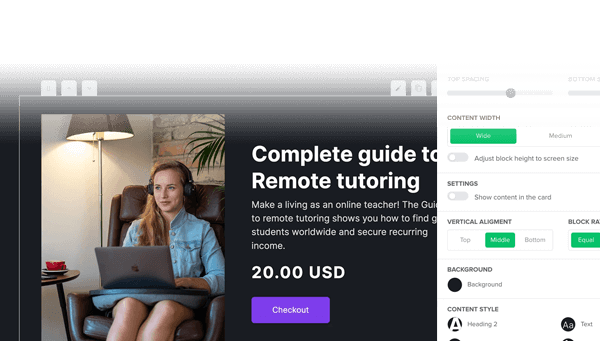 Complete guide to
Remote tutoring
Make a living as an online teacher! The Guid
to remote tutoring shows you how to find g
students worldwide and secure recurring
income.
20.00 USD
Checkout
TOP SPACING
BOTTOM S
CONTENT WIDTH
Wide
Medium
Adjust block height to screen size
SETTINGS
Show content in the card
VERTICAL ALIGMENT
BLOCK RA
Top
Middle
Bottom
Equal
BACKGROUND
Background
CONTENT STYLE
A
Heading 2
Aa
Text